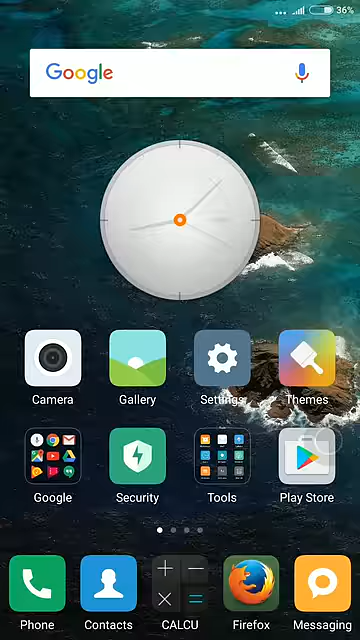 36%
Google
Camera
Gallery
Settings
Themes
Google
Security
Tools
Play Store
Phone
Contacts
CALCU
Firefox
Messaging